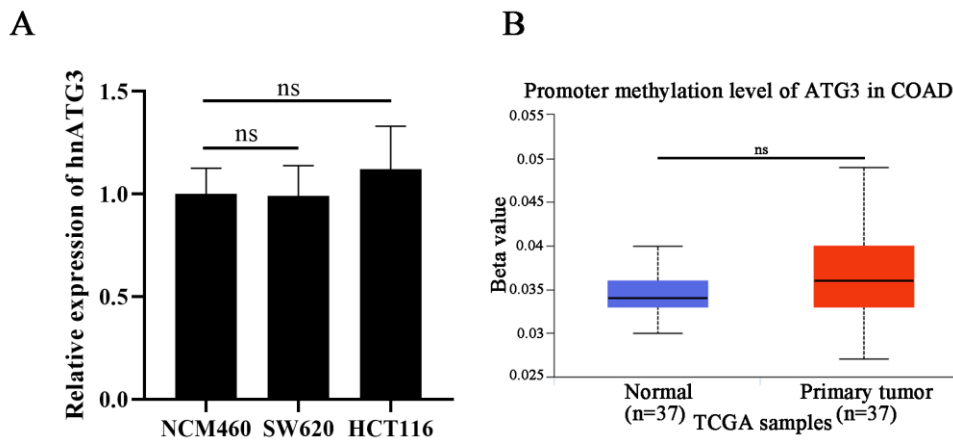 A
Relative expression of hnATG3
1.5
1.0
0.5
0.0
ns
ns
NCM460 SW620 HCT116
B
Promoter methylation level of ATG3 in COAD
Beta value
0.055
0.05
0.045
0.04
0.035
0.03
0.025
ns
Normal
(n=37)
Primary tumor
(n=37)
TCGA samples